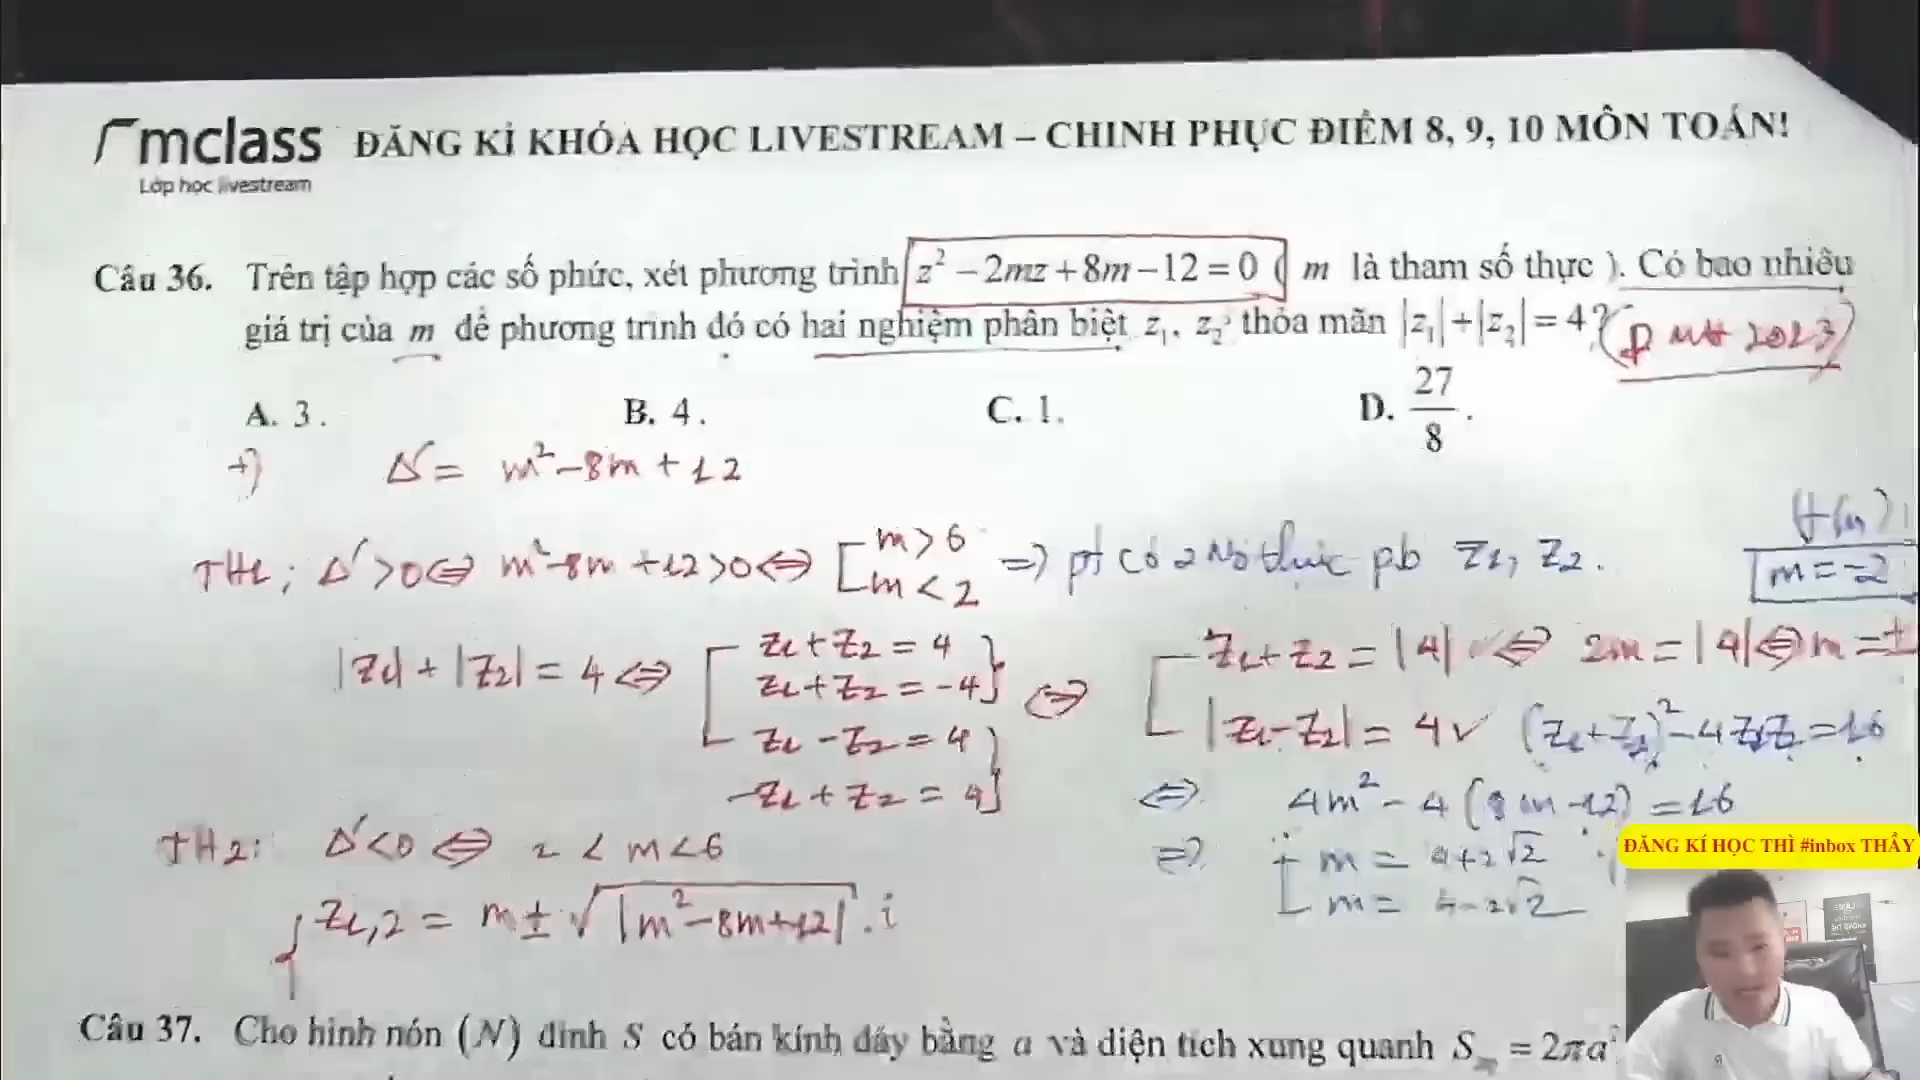 mclass ĐĂNG KÍ KHÓA HỌC LIVESTREAM – CHINH PHỤC ĐIỂM 8, 9, 10 MÔN TOÁN!
Lớp học livestream
Câu 36. Trên tập hợp các số phức, xét phương trình z² − 2mz + 8m − 12 = 0 ( m là tham số thực ). Có bao nhiêu
giá trị của m để phương trình đó có hai nghiệm phân biệt z₁, z₂ thỏa mãn |z₁| + |z₂| = 4? (Đ MH 2023)
A. 3. B. 4. C. 1. D. 27/8.
+) Δ' = m² − 8m + 12
TH1: Δ' > 0 ⇔ m² − 8m + 12 > 0 ⇔ [ m > 6
m < 2 ⇒ pt có 2 No thực pb z₁, z₂.
m = −2
|z₁| + |z₂| = 4 ⇔ [ z₁ + z₂ = 4
z₁ + z₂ = −4
z₁ − z₂ = 4
−z₁ + z₂ = 4
⇔ [ z₁ + z₂ = |4| ⇔ 2m = |4| ⇔ m = ±
|z₁ − z₂| = 4 ✓ (z₁ + z₂)² − 4z₁z₂ = 16
⇔ 4m² − 4(8m − 12) = 16
⇒ [ m = 4 + 2√2
m = 4 − 2√2
TH2: Δ' < 0 ⇔ 2 < m < 6
{ z₁,₂ = m ± √|m² − 8m + 12| . i
ĐĂNG KÍ HỌC THÌ #inbox THẦY
Câu 37. Cho hình nón (N) đỉnh S có bán kính đáy bằng a và diện tích xung quanh Sxq = 2πa²